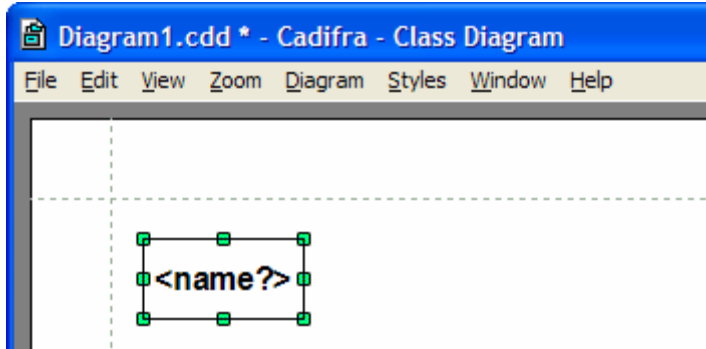 Diagram1.cdd * - Cadifra - Class Diagram
File Edit View Zoom Diagram Styles Window Help
<name?>